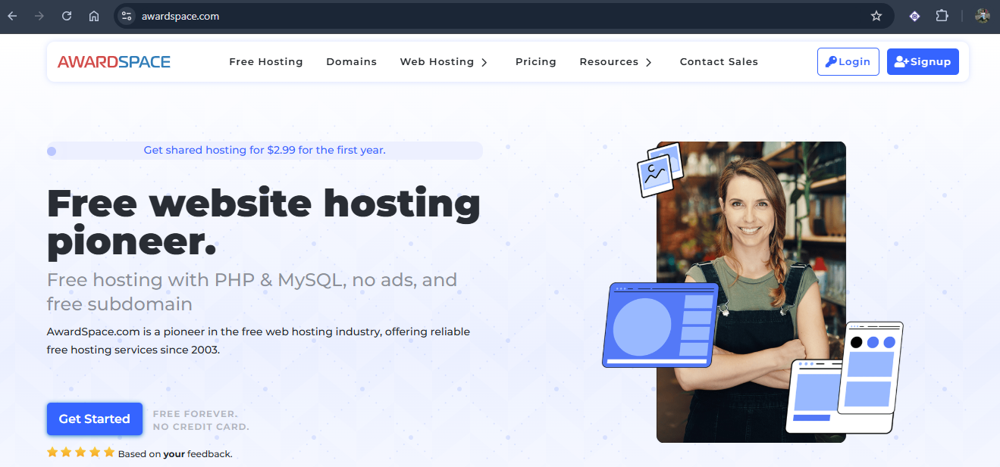 awardspace.com
AWARDSPACE
Free Hosting
Domains
Web Hosting
Pricing
Resources
Contact Sales
Login
Signup
Get shared hosting for $2.99 for the first year.
Free website hosting
pioneer.
Free hosting with PHP & MySQL, no ads, and
free subdomain
AwardSpace.com is a pioneer in the free web hosting industry, offering reliable
free hosting services since 2003.
Get Started
FREE FOREVER.
NO CREDIT CARD.
Based on your feedback.